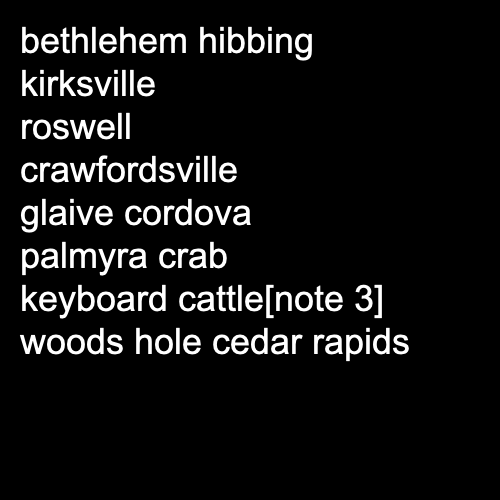 bethlehem hibbing
kirksville
roswell
crawfordsville
glaive cordova
palmyra crab
keyboard cattle[note 3]
woods hole cedar rapids